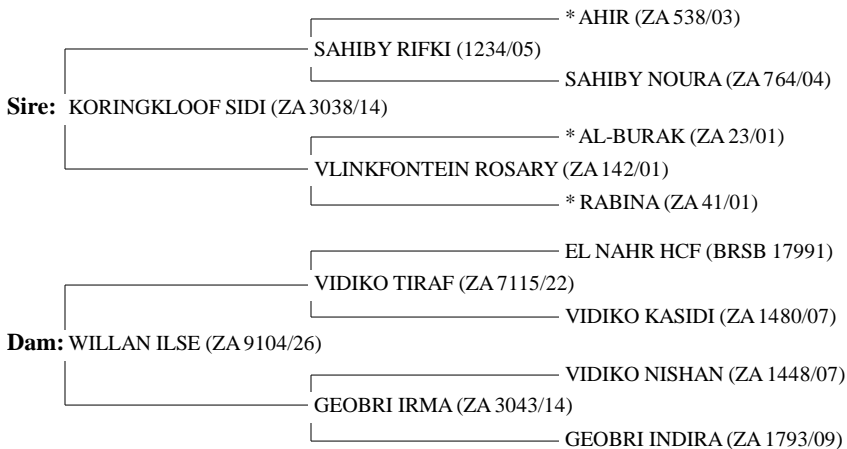 * AHIR (ZA 538/03)
SAHIBY RIFKI (1234/05)
SAHIBY NOURA (ZA 764/04)
Sire: KORINGKLOOF SIDI (ZA 3038/14)
* AL-BURAK (ZA 23/01)
VLINKFONTEIN ROSARY (ZA 142/01)
* RABINA (ZA 41/01)
EL NAHR HCF (BRSB 17991)
VIDIKO TIRAF (ZA 7115/22)
VIDIKO KASIDI (ZA 1480/07)
Dam: WILLAN ILSE (ZA 9104/26)
VIDIKO NISHAN (ZA 1448/07)
GEOBRI IRMA (ZA 3043/14)
GEOBRI INDIRA (ZA 1793/09)